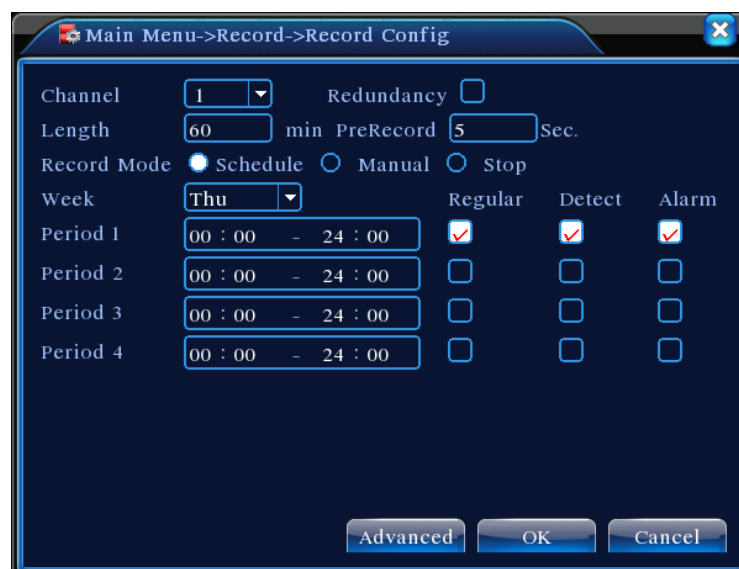 Main Menu->Record->Record Config
Channel 1 Redundancy
Length 60 min PreRecord 5 Sec.
Record Mode Schedule Manual Stop
Week Thu Regular Detect Alarm
Period 1 00 : 00 - 24 : 00
Period 2 00 : 00 - 24 : 00
Period 3 00 : 00 - 24 : 00
Period 4 00 : 00 - 24 : 00
Advanced OK Cancel